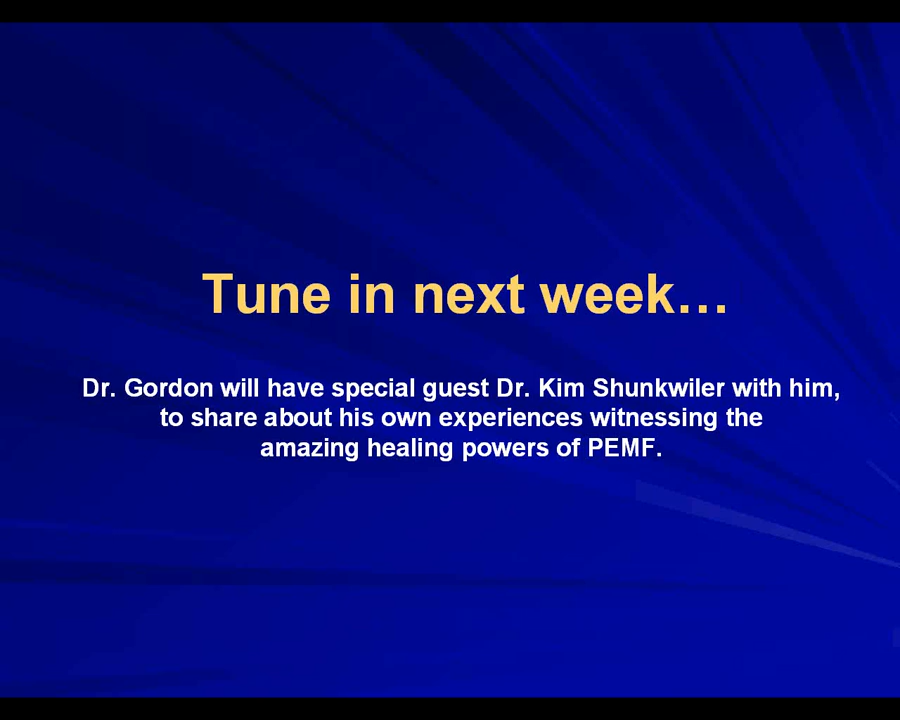 Tune in next week…
Dr. Gordon will have special guest Dr. Kim Shunkwiler with him,
to share about his own experiences witnessing the
amazing healing powers of PEMF.